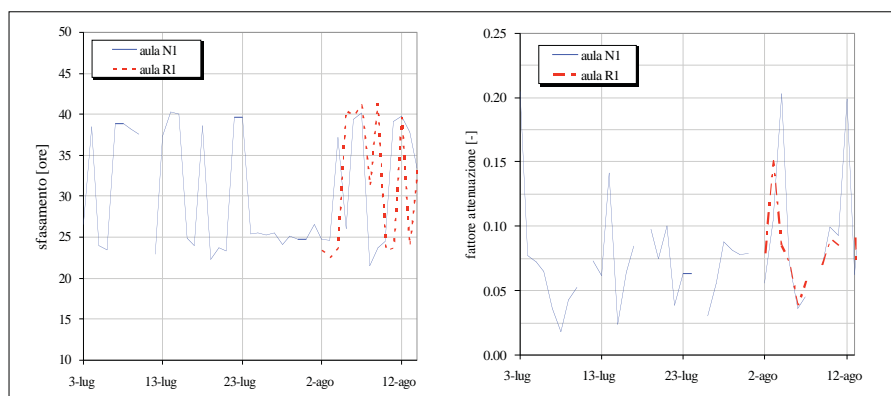 sfasamento [ore]
50
45
40
35
30
25
20
15
10
aula N1
aula R1
3-lug
13-lug
23-lug
2-ago
12-ago
fattore attenuazione [-]
0.25
0.20
0.15
0.10
0.05
0.00
aula N1
aula R1
3-lug
13-lug
23-lug
2-ago
12-ago